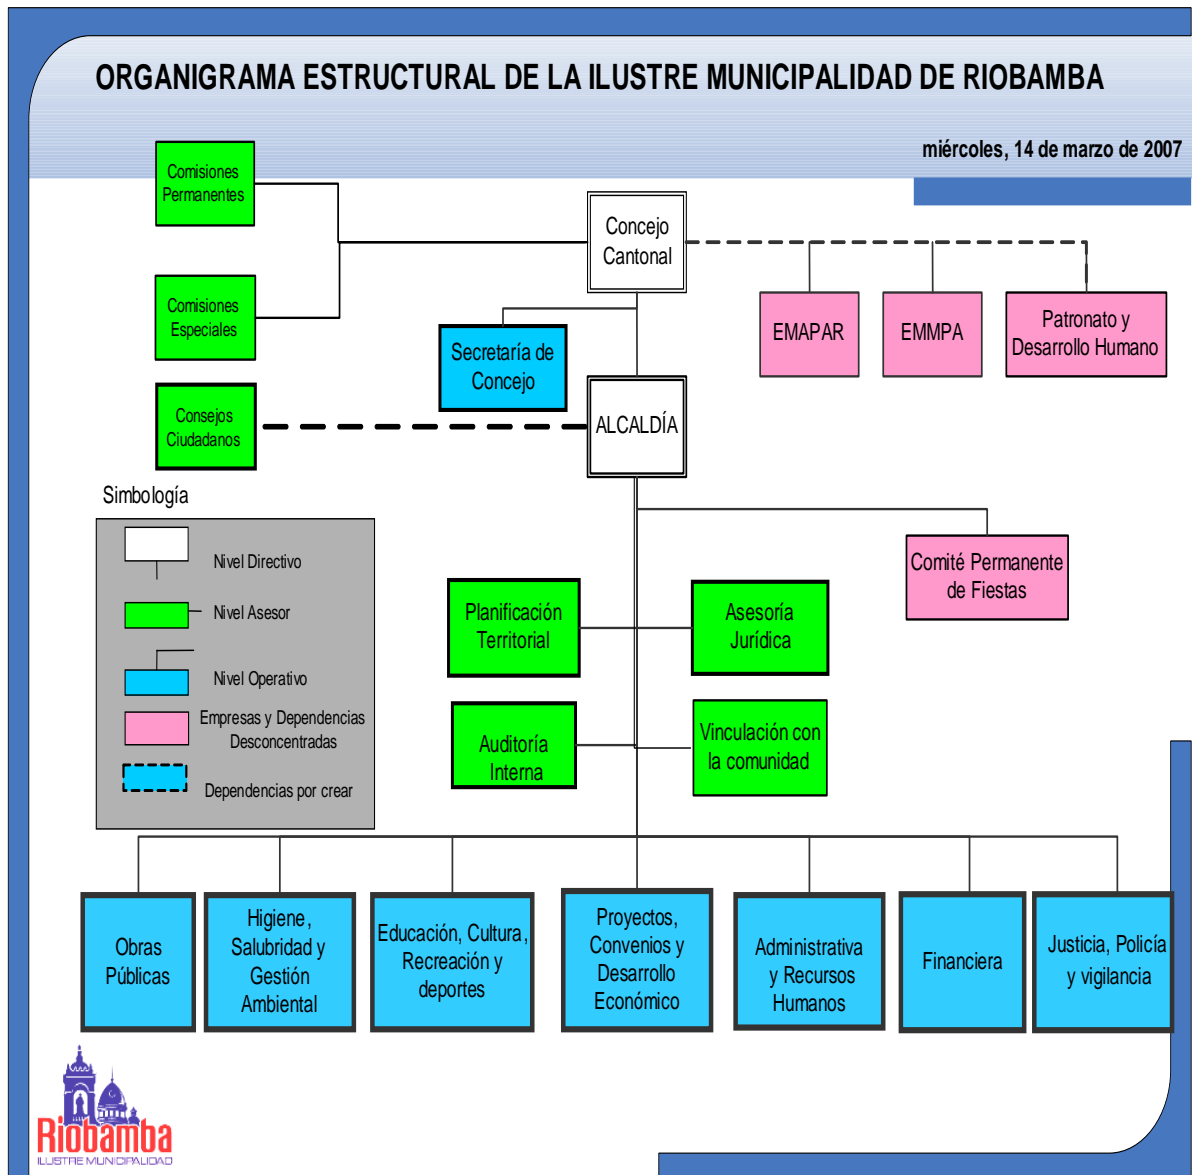 ORGANIGRAMA ESTRUCTURAL DE LA ILUSTRE MUNICIPALIDAD DE RIOBAMBA
miércoles, 14 de marzo de 2007
Comisiones
Permanentes
Concejo
Cantonal
Comisiones
Especiales
EMAPAR
EMMPA
Patronato y
Desarrollo Humano
Secretaría de
Concejo
Consejos
Ciudadanos
ALCALDÍA
Simbología
Nivel Directivo
Nivel Asesor
Nivel Operativo
Empresas y Dependencias
Desconcentradas
Dependencias por crear
Comité Permanente
de Fiestas
Planificación
Territorial
Asesoría
Jurídica
Auditoría
Interna
Vinculación con
la comunidad
Obras
Públicas
Higiene,
Salubridad y
Gestión
Ambiental
Educación, Cultura,
Recreación y
deportes
Proyectos,
Convenios y
Desarrollo
Económico
Administrativa
y Recursos
Humanos
Financiera
Justicia, Policía
y vigilancia
Riobamba
ILUSTRE MUNICIPALIDAD